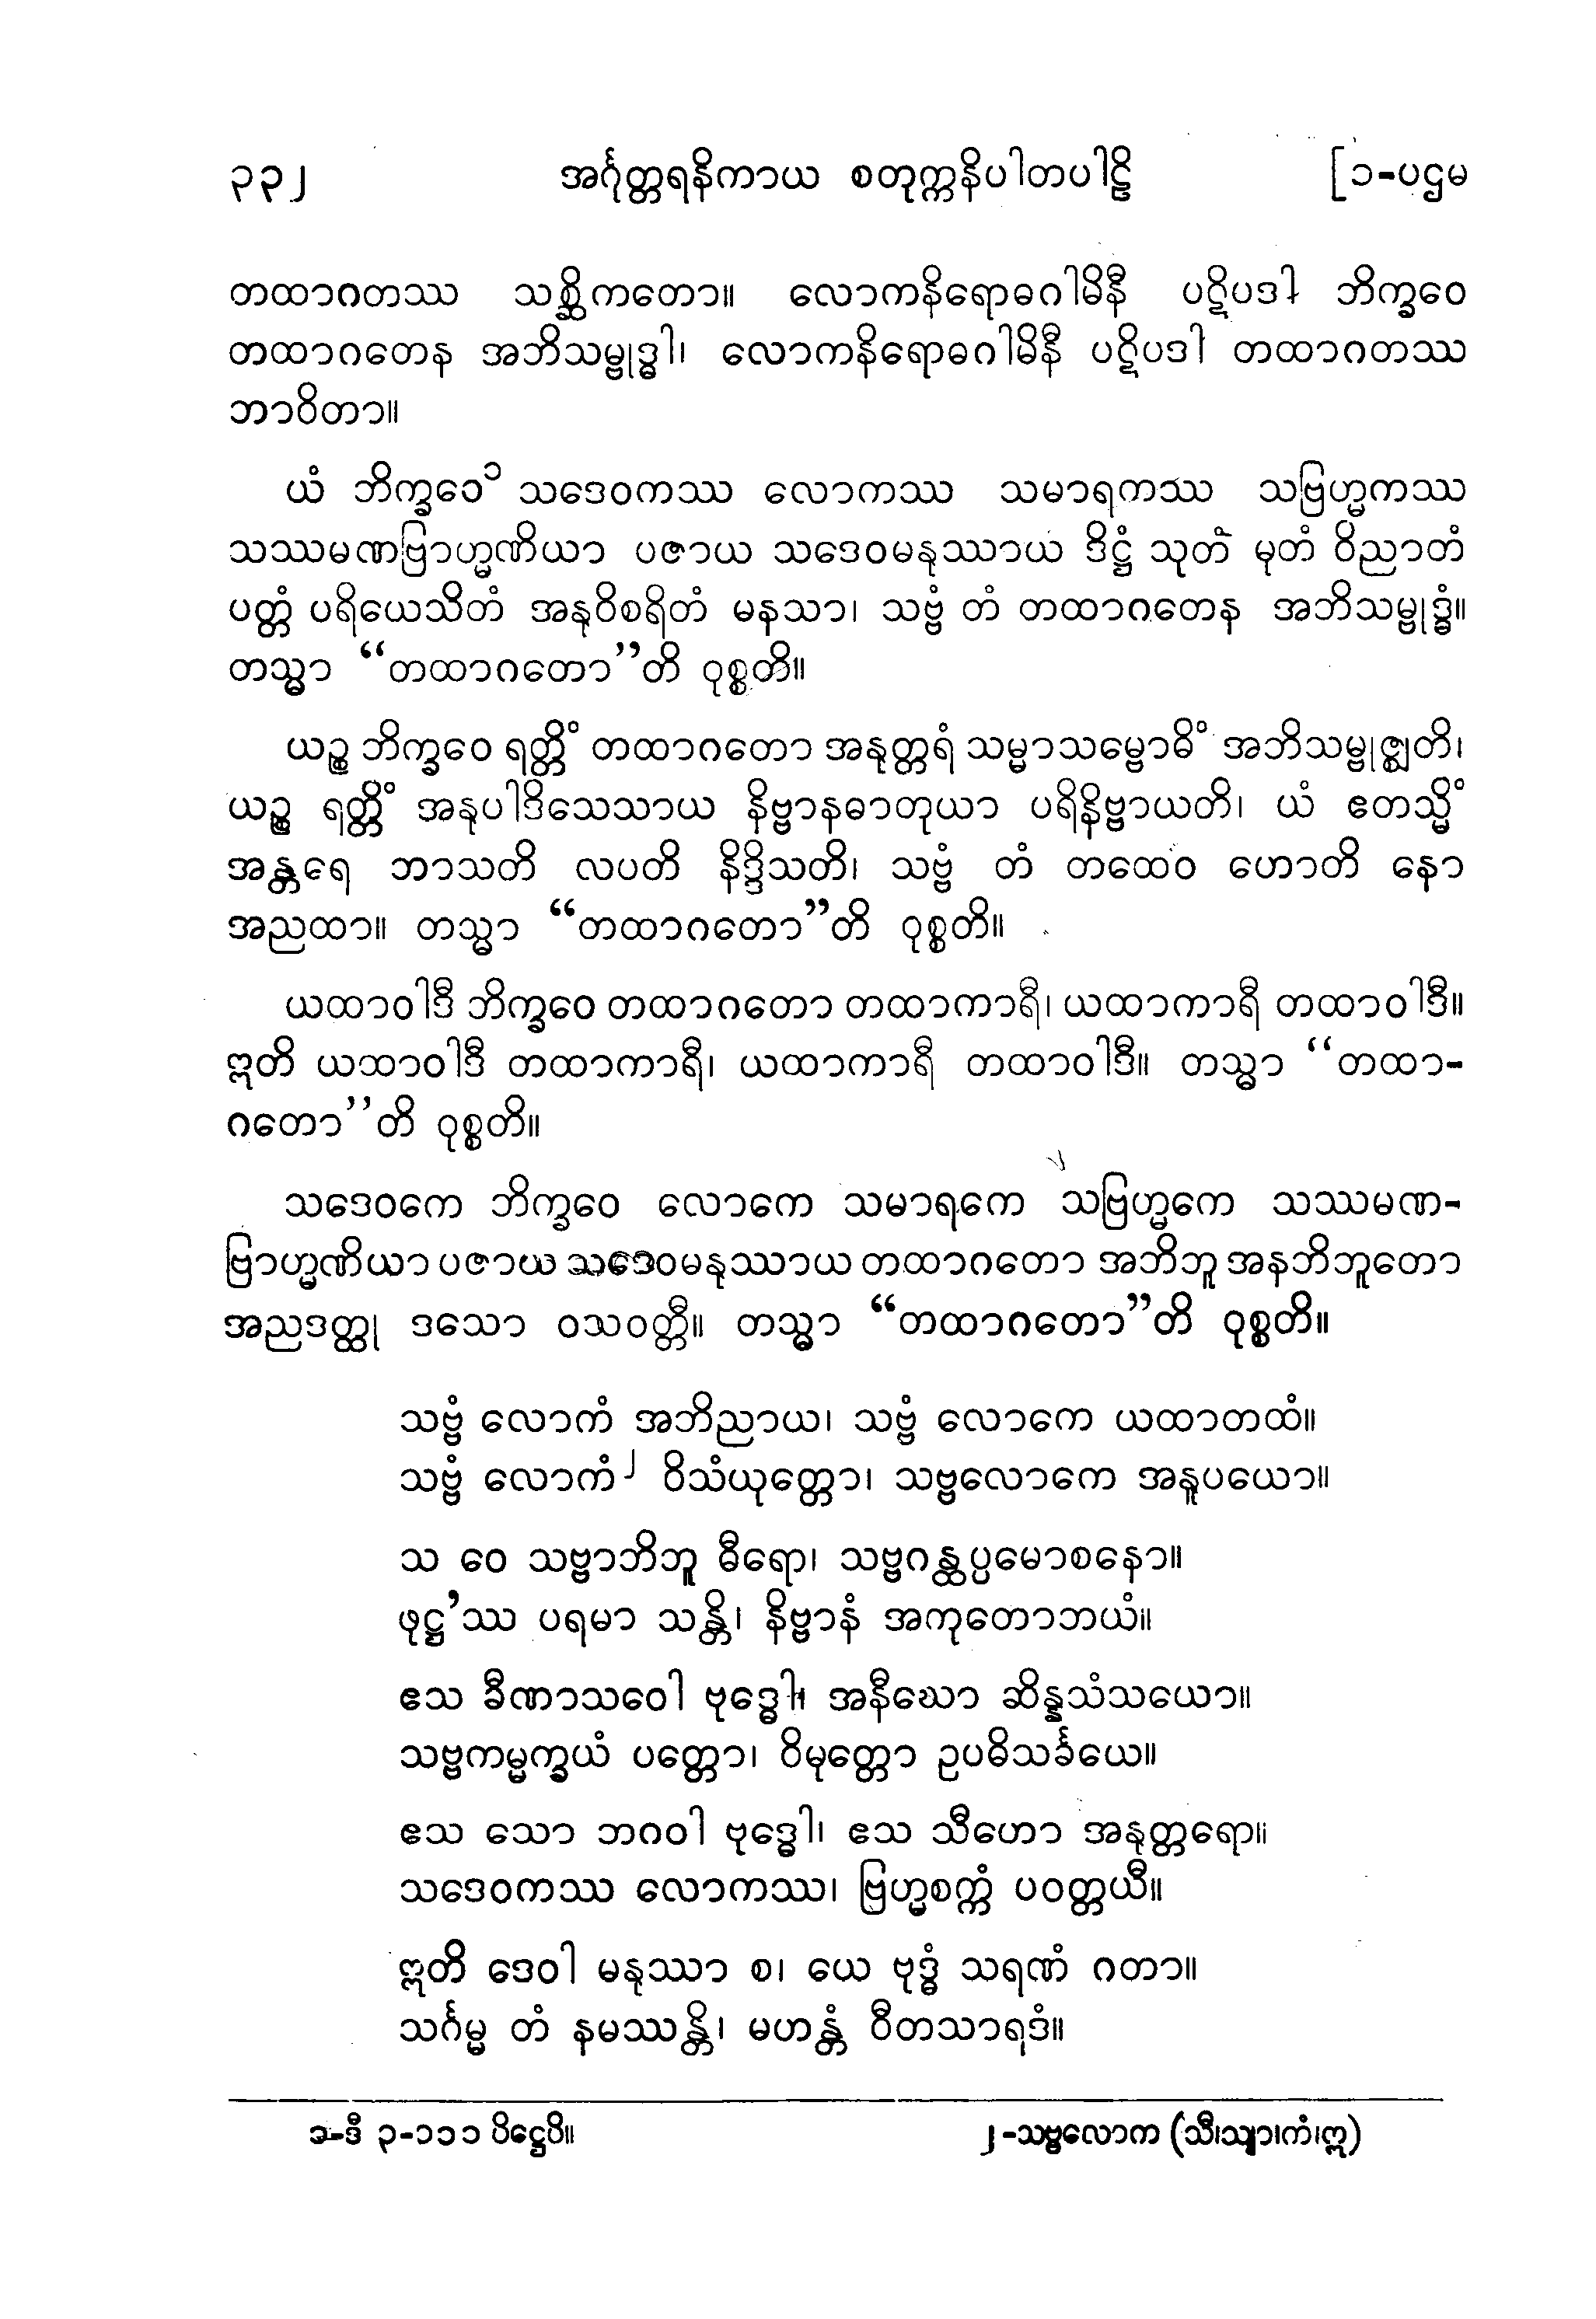 ၃၃၂ အင်္ဂုတ္တရနိကာယ စတုက္ကနိပါတပါဠိ [၁-ပဌမ
တထာဂတဿ သစ္ဆိကတော။ လောကနိရောဓဂါမိနီ ပဋိပဒါ ဘိက္ခဝေ
တထာဂတေန အဘိသမ္ဗုဒ္ဓါ၊ လောကနိရောဓဂါမိနီ ပဋိပဒါ တထာဂတဿ
ဘာဝိတာ။
ယံ ဘိက္ခဝေ၁ သဒေဝကဿ လောကဿ သမာရကဿ သဗြဟ္မကဿ
သဿမဏဗြာဟ္မဏိယာ ပဇာယ သဒေဝမနုဿာယ ဒိဋ္ဌံ သုတံ မုတံ ဝိညာတံ
ပတ္တံ ပရိယေသိတံ အနုဝိစရိတံ မနသာ၊ သဗ္ဗံ တံ တထာဂတေန အဘိသမ္ဗုဒ္ဓံ။
တသ္မာ “တထာဂတော”တိ ဝုစ္စတိ။
ယဉ္စ ဘိက္ခဝေ ရတ္တိံ တထာဂတော အနုတ္တရံ သမ္မာသမ္ဗောဓိံ အဘိသမ္ဗုဇ္ဈတိ၊
ယဉ္စ ရတ္တိံ အနုပါဒိသေသာယ နိဗ္ဗာနဓာတုယာ ပရိနိဗ္ဗာယတိ၊ ယံ ဧတသ္မိံ
အန္တရေ ဘာသတိ လပတိ နိဒ္ဒိသတိ၊ သဗ္ဗံ တံ တထေဝ ဟောတိ နော
အညထာ။ တသ္မာ “တထာဂတော”တိ ဝုစ္စတိ။
ယထာဝါဒီ ဘိက္ခဝေ တထာဂတော တထာကာရီ၊ ယထာကာရီ တထာဝါဒီ။
ဣတိ ယထာဝါဒီ တထာကာရီ၊ ယထာကာရီ တထာဝါဒီ။ တသ္မာ “တထာ-
ဂတော”တိ ဝုစ္စတိ။
သဒေဝကေ ဘိက္ခဝေ လောကေ သမာရကေ သဗြဟ္မကေ သဿမဏ-
ဗြာဟ္မဏိယာ ပဇာယ သဒေဝမနုဿာယ တထာဂတော အဘိဘူ အနဘိဘူတော
အညဒတ္ထု ဒသော ဝသဝတ္တီ။ တသ္မာ “တထာဂတော”တိ ဝုစ္စတိ။
သဗ္ဗံ လောကံ အဘိညာယ၊ သဗ္ဗံ လောကေ ယထာတထံ။
သဗ္ဗံ လောကံ၂ ဝိသံယုတ္တော၊ သဗ္ဗလောကေ အနူပယော။
သ ဝေ သဗ္ဗာဘိဘူ ဓီရော၊ သဗ္ဗဂန္ထပ္ပမောစနော။
ဖုဋ္ဌ’ဿ ပရမာ သန္တိ၊ နိဗ္ဗာနံ အကုတောဘယံ။
ဧသ ခီဏာသဝေါ ဗုဒ္ဓေါ၊ အနီဃော ဆိန္နသံသယော။
သဗ္ဗကမ္မက္ခယံ ပတ္တော၊ ဝိမုတ္တော ဥပဓိသင်္ခယေ။
ဧသ သော ဘဂဝါ ဗုဒ္ဓေါ၊ ဧသ သီဟော အနုတ္တရော။
သဒေဝကဿ လောကဿ၊ ဗြဟ္မစက္ကံ ပဝတ္တယီ။
ဣတိ ဒေဝါ မနုဿာ စ၊ ယေ ဗုဒ္ဓံ သရဏံ ဂတာ။
သင်္ဂမ္မ တံ နမဿန္တိ၊ မဟန္တံ ဝီတသာရဒံ။
၁-ဒီ ၃-၁၁၁ ပိဋ္ဌေပိ။ ၂-သဗ္ဗလောက (သီ၊သျာ၊ကံ၊ဣ)